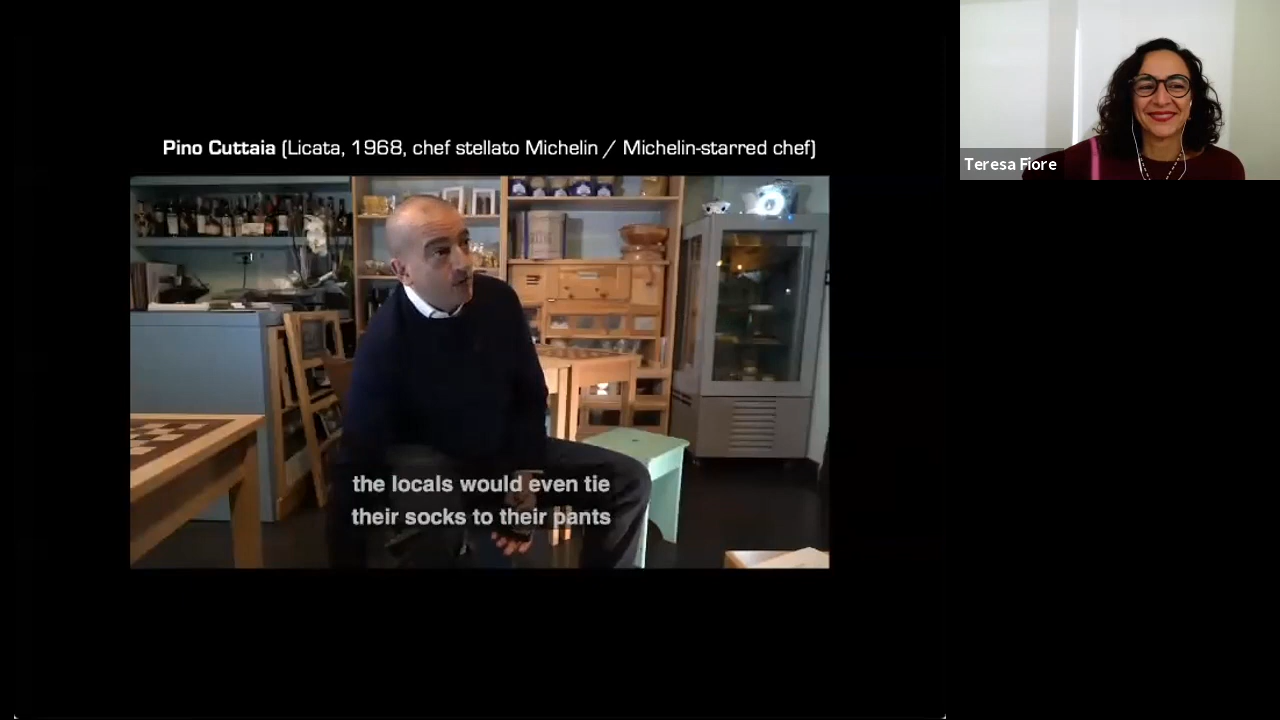 Pino Cuttaia (Licata, 1968, chef stellato Michelin / Michelin-starred chef)
Teresa Fiore
the locals would even tie
their socks to their pants